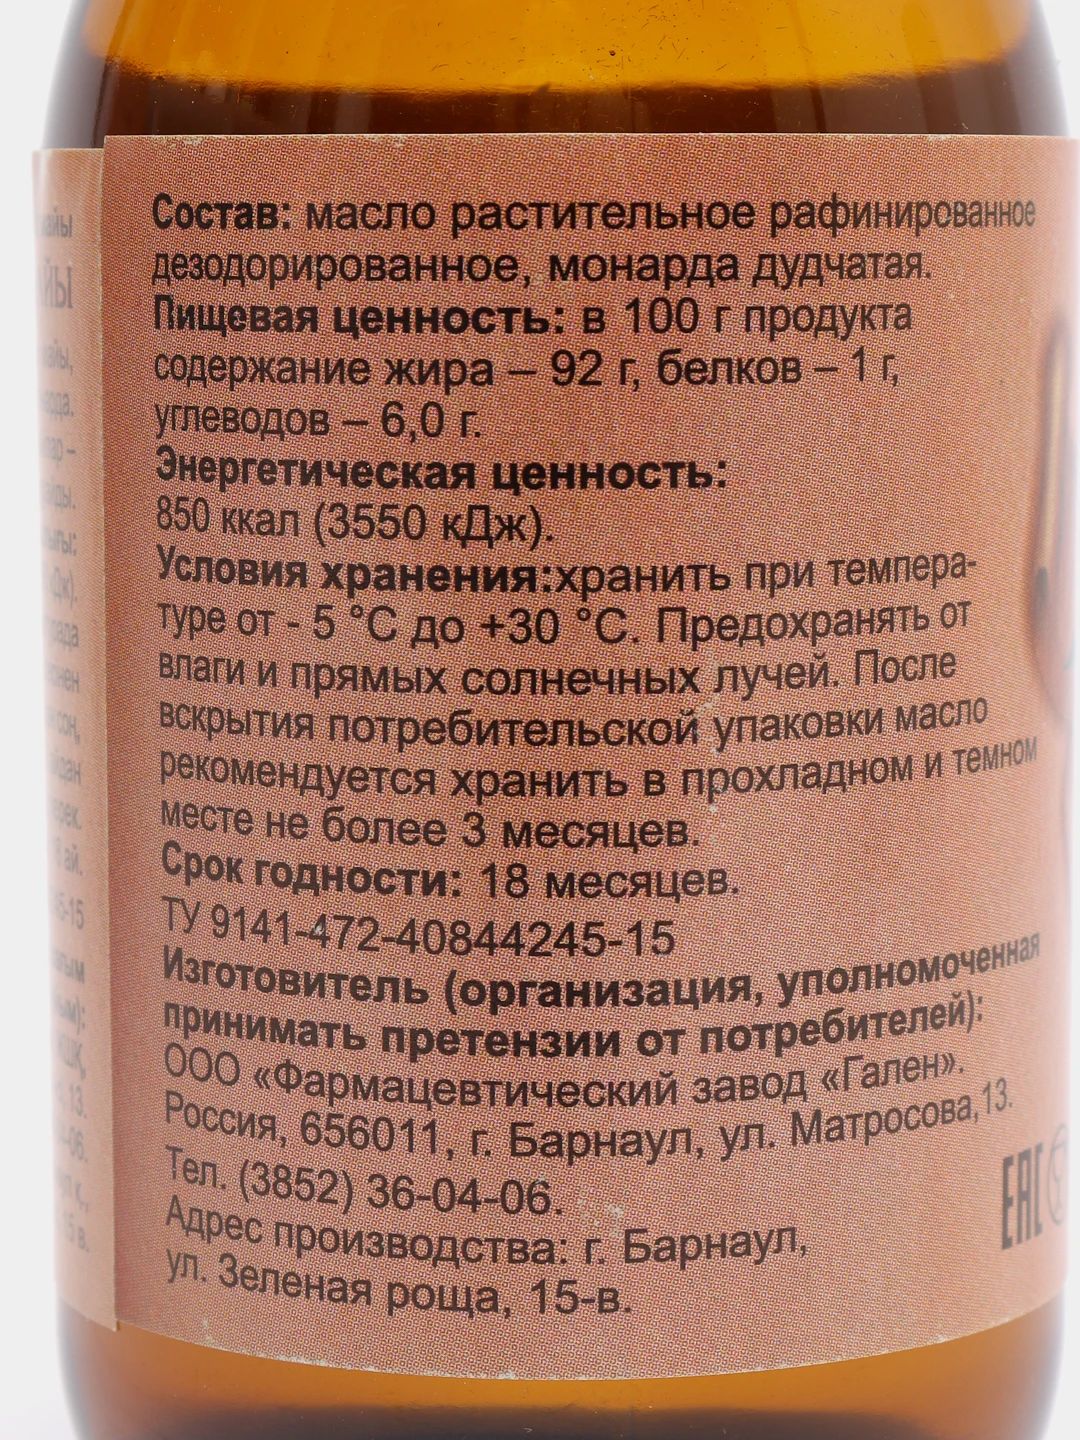 Состав: масло растительное рафинированное
дезодорированное, монарда дудчатая.
Пищевая ценность: в 100 г продукта
содержание жира – 92 г, белков – 1 г,
углеводов – 6,0 г.
Энергетическая ценность:
850 ккал (3550 кДж).
Условия хранения:хранить при темпера-
туре от - 5 °С до +30 °С. Предохранять от
влаги и прямых солнечных лучей. После
вскрытия потребительской упаковки масло
рекомендуется хранить в прохладном и темном
месте не более 3 месяцев.
Срок годности: 18 месяцев.
ТУ 9141-472-40844245-15
Изготовитель (организация, уполномоченная
принимать претензии от потребителей):
ООО «Фармацевтический завод «Гален».
Россия, 656011, г. Барнаул, ул. Матросова,13.
Тел. (3852) 36-04-06.
Адрес производства: г. Барнаул,
ул. Зеленая роща, 15-в.
EAC